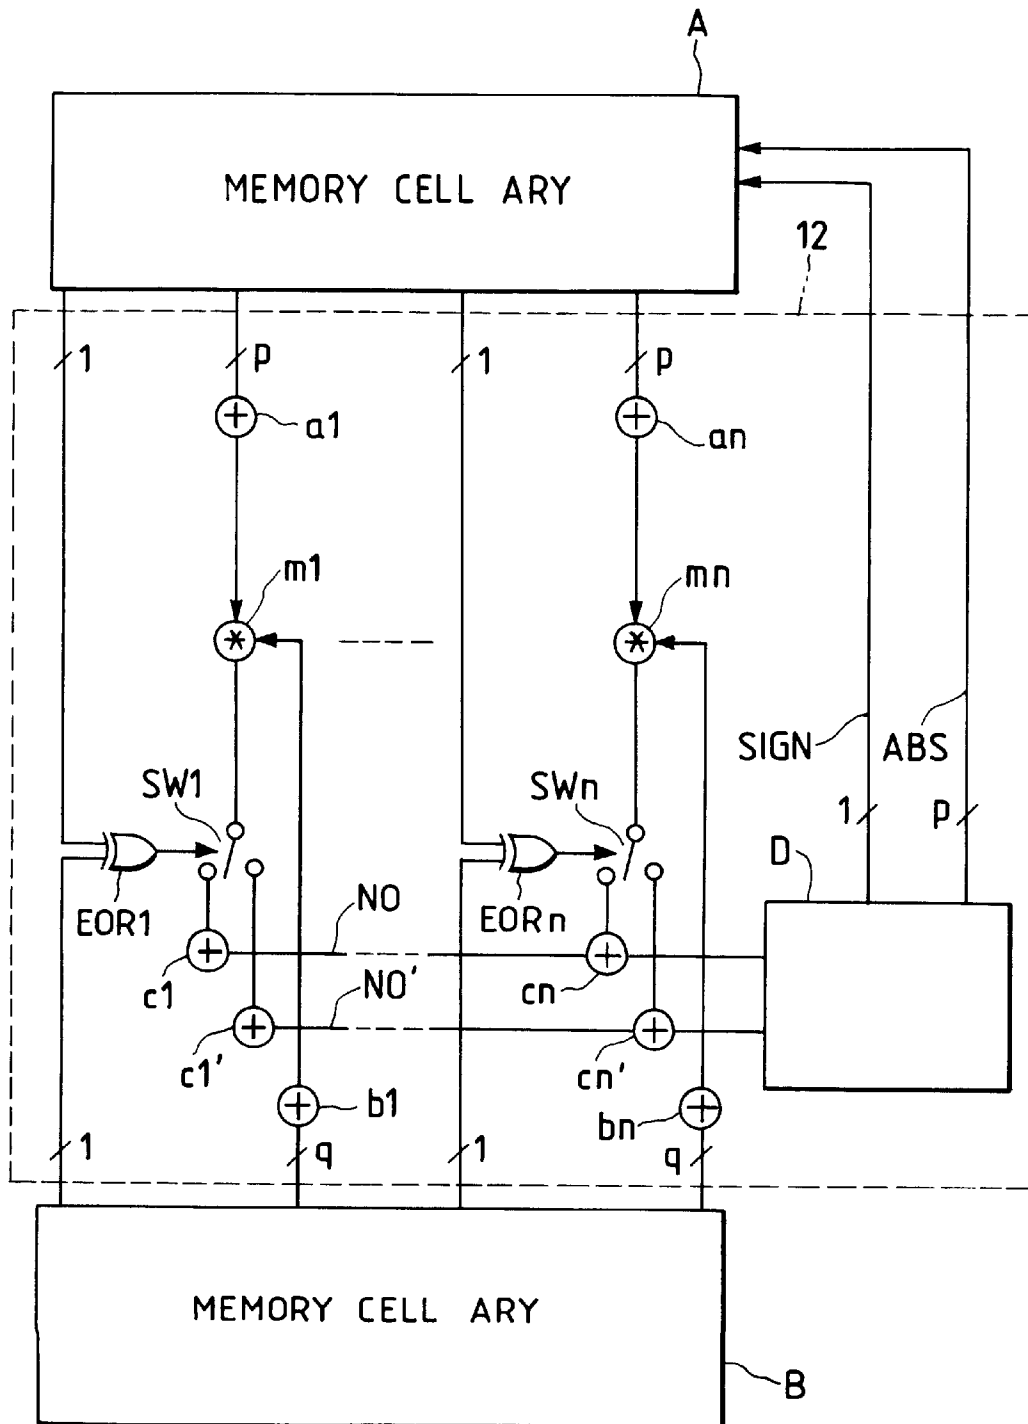 A
MEMORY CELL ARY
12
1
p
1
p
a1
an
m1
mn
*
*
SIGN
ABS
SW1
SWn
1
p
D
EOR1
NO
EORn
c1
NO'
cn
c1'
cn'
b1
bn
1
q
1
q
MEMORY CELL ARY
B